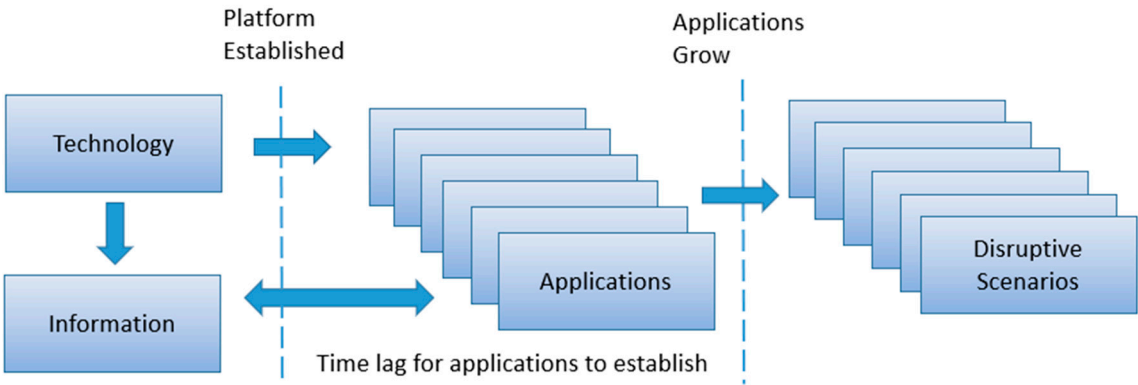 Platform
Established
Applications
Grow
Technology
Information
Applications
Disruptive
Scenarios
Time lag for applications to establish